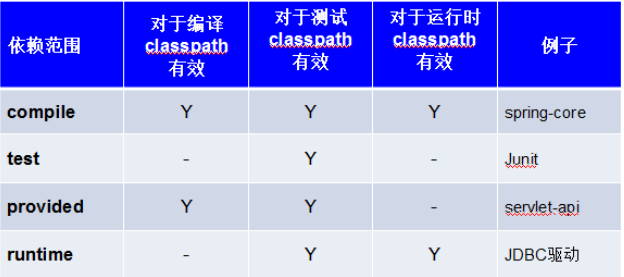 依赖范围 对于编译 classpath 有效 对于测试 classpath 有效 对于运行时 classpath 有效 例子
compile Y Y Y spring-core
test - Y - Junit
provided Y Y - servlet-api
runtime - Y Y JDBC驱动